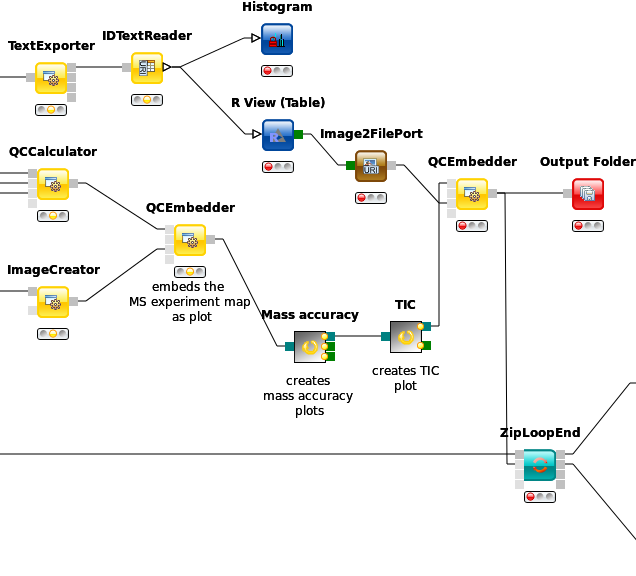 Histogram
IDTextReader
TextExporter
R View (Table)
Image2FilePort
QCCalculator
QCEmbedder
Output Folder
QCEmbedder
ImageCreator
embeds the
MS experiment map
as plot
TIC
Mass accuracy
creates TIC
plot
creates
mass accuracy
plots
ZipLoopEnd